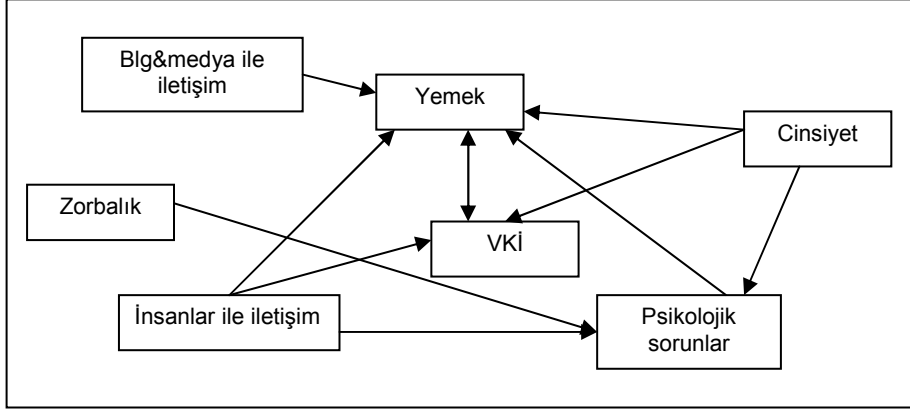 Blg&medya ile
iletişim
Yemek
Cinsiyet
Zorbalık
VKİ
İnsanlar ile iletişim
Psikolojik
sorunlar